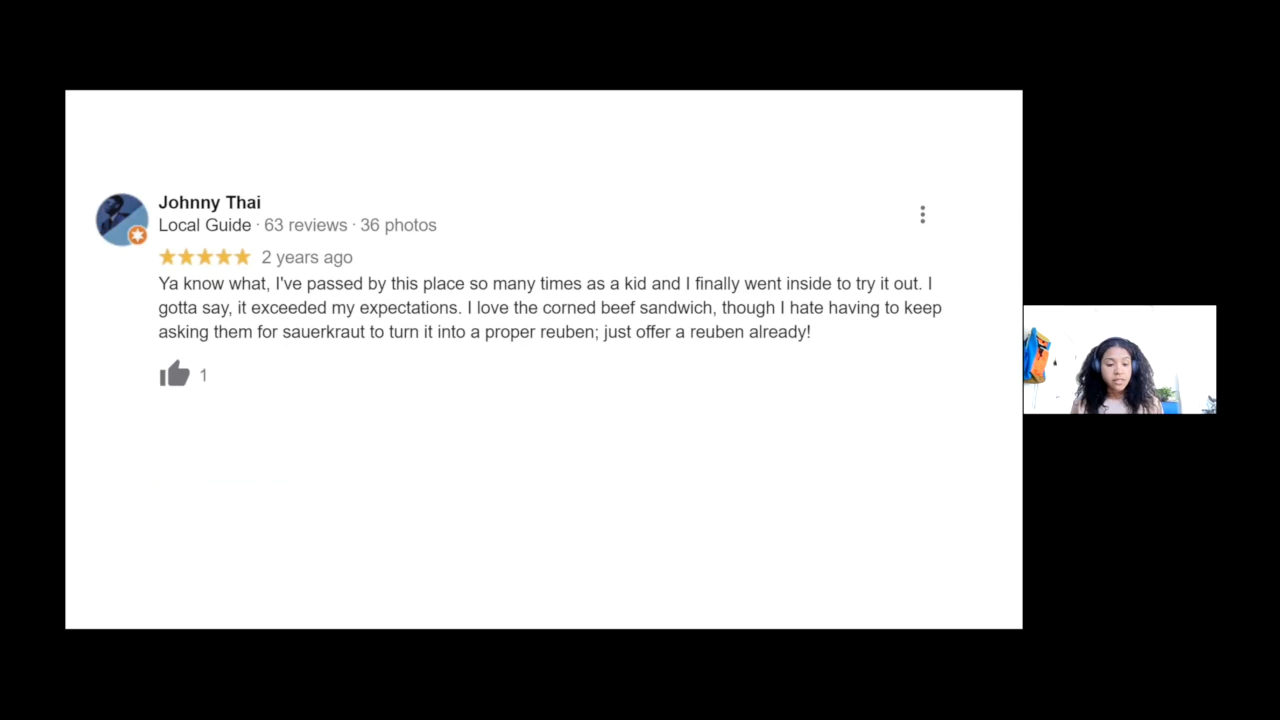 Johnny Thai
Local Guide · 63 reviews · 36 photos
2 years ago
Ya know what, I've passed by this place so many times as a kid and I finally went inside to try it out. I
gotta say, it exceeded my expectations. I love the corned beef sandwich, though I hate having to keep
asking them for sauerkraut to turn it into a proper reuben; just offer a reuben already!
1